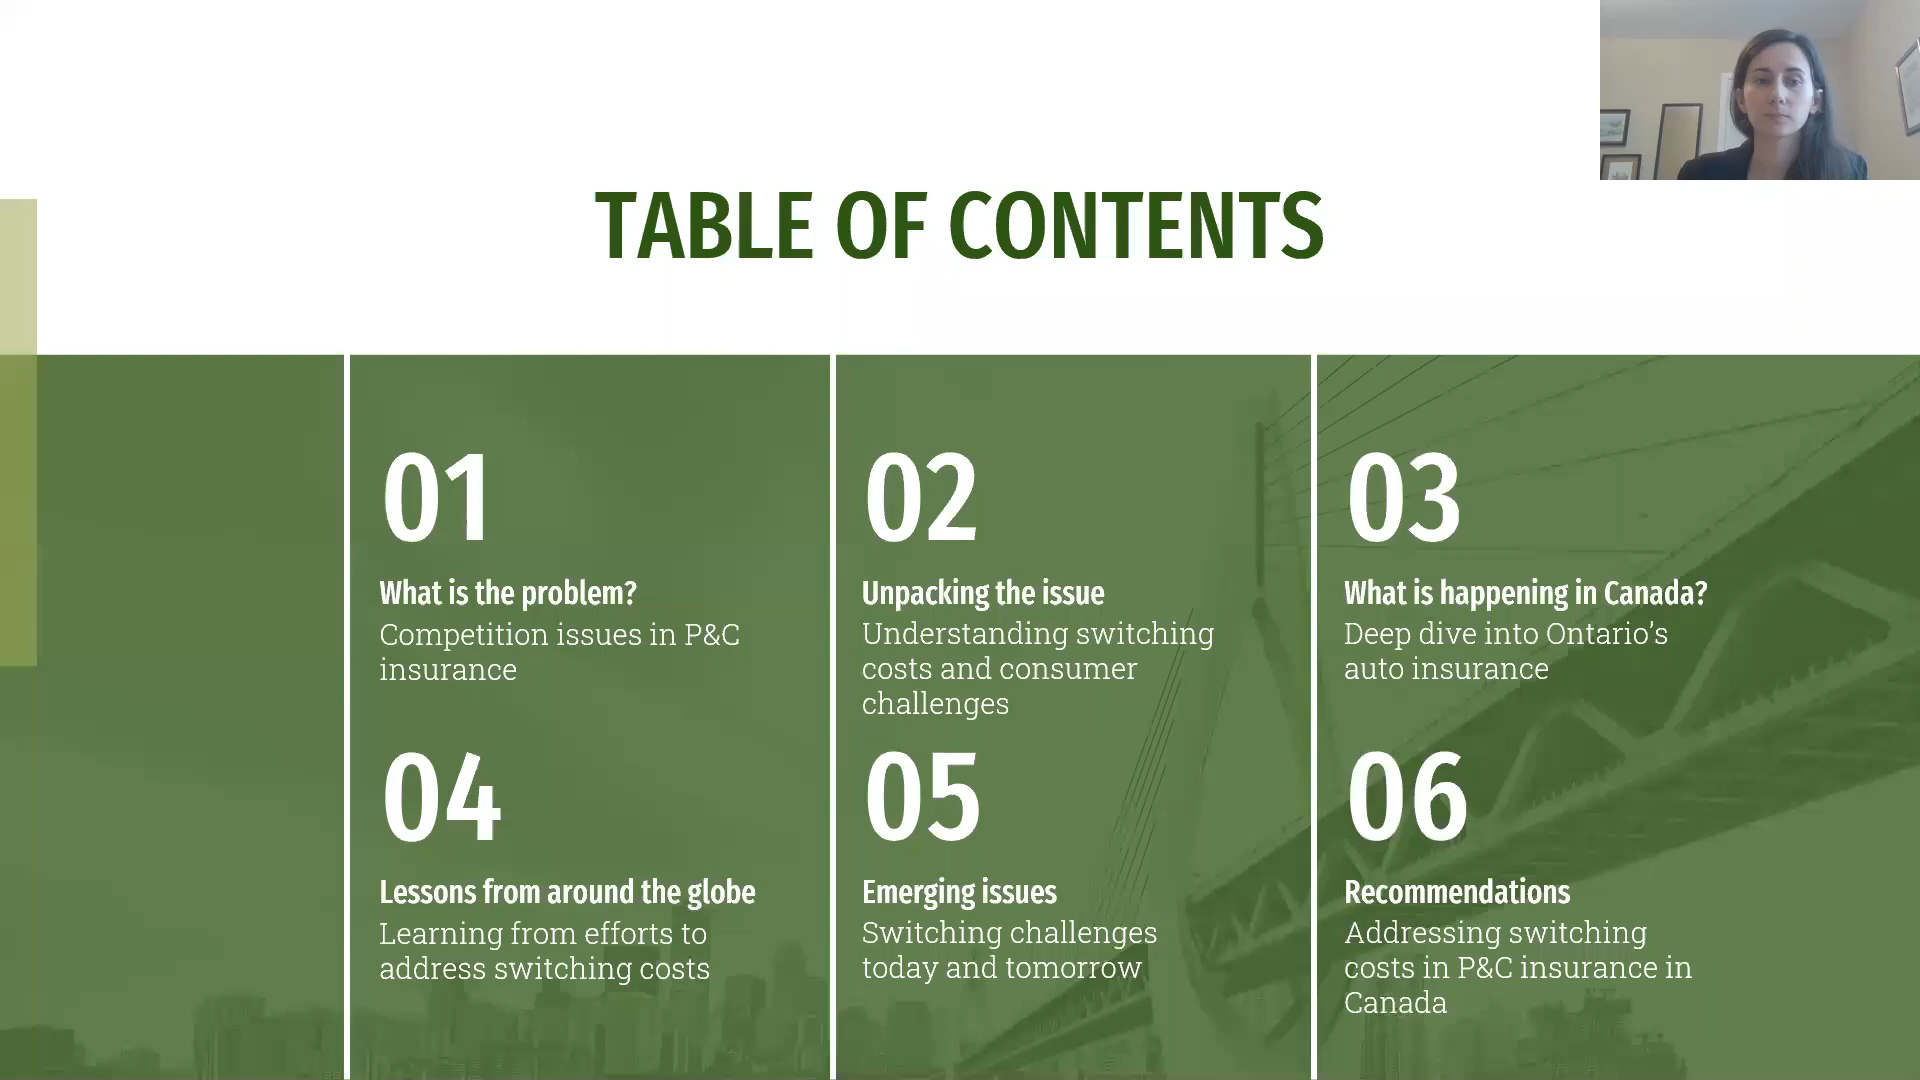 TABLE OF CONTENTS
01
What is the problem?
Competition issues in P&C
insurance
02
Unpacking the issue
Understanding switching
costs and consumer
challenges
03
What is happening in Canada?
Deep dive into Ontario’s
auto insurance
04
Lessons from around the globe
Learning from efforts to
address switching costs
05
Emerging issues
Switching challenges
today and tomorrow
06
Recommendations
Addressing switching
costs in P&C insurance in
Canada